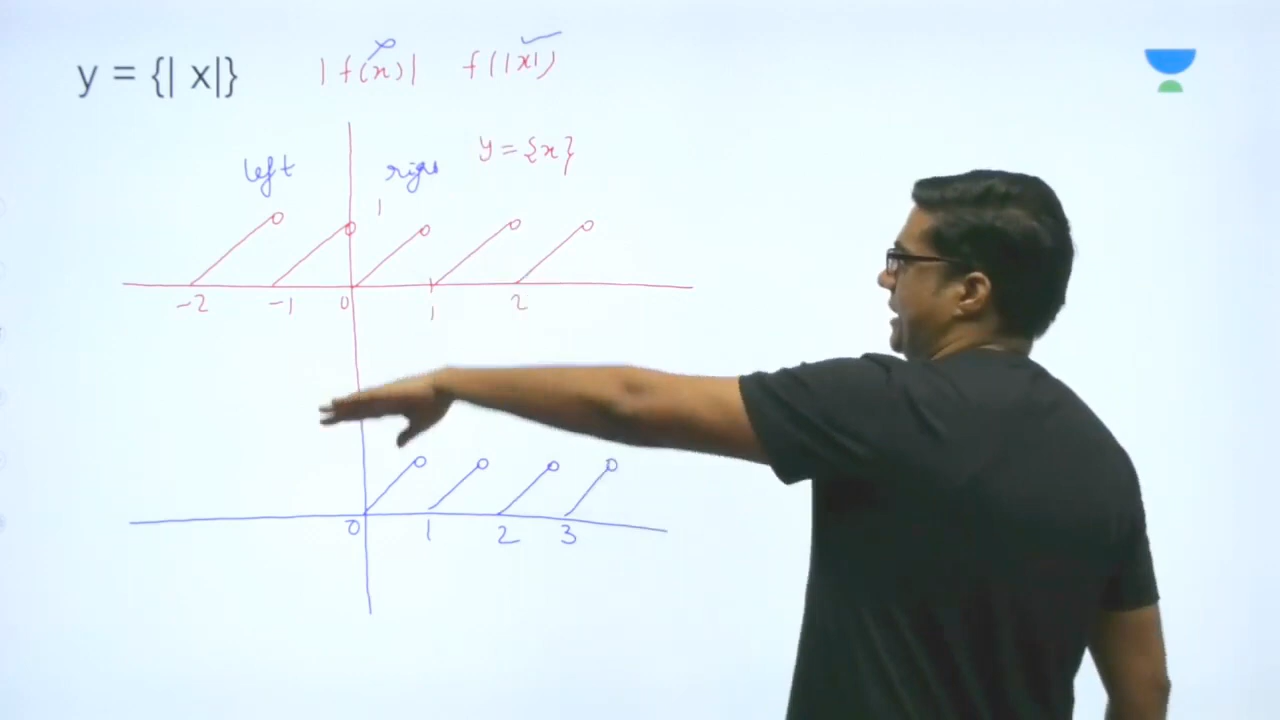 y = {| x|} |f(x)| f(|x|)
left right y = {x}
1
-2 -1 0 1 2
0 1 2 3